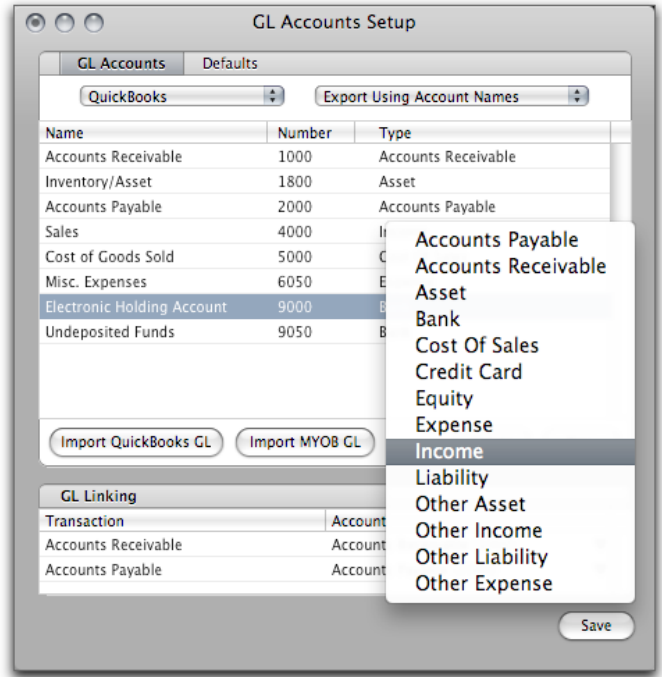 GL Accounts Setup
GL Accounts Defaults
QuickBooks Export Using Account Names
Name Number Type
Accounts Receivable 1000 Accounts Receivable
Inventory/Asset 1800 Asset
Accounts Payable 2000 Accounts Payable
Sales 4000
Cost of Goods Sold 5000
Misc. Expenses 6050
Electronic Holding Account 9000
Undeposited Funds 9050
Accounts Payable
Accounts Receivable
Asset
Bank
Cost Of Sales
Credit Card
Equity
Expense
Income
Liability
Other Asset
Other Income
Other Liability
Other Expense
Import QuickBooks GL Import MYOB GL
GL Linking
Transaction Account
Accounts Receivable Account
Accounts Payable Account
Save